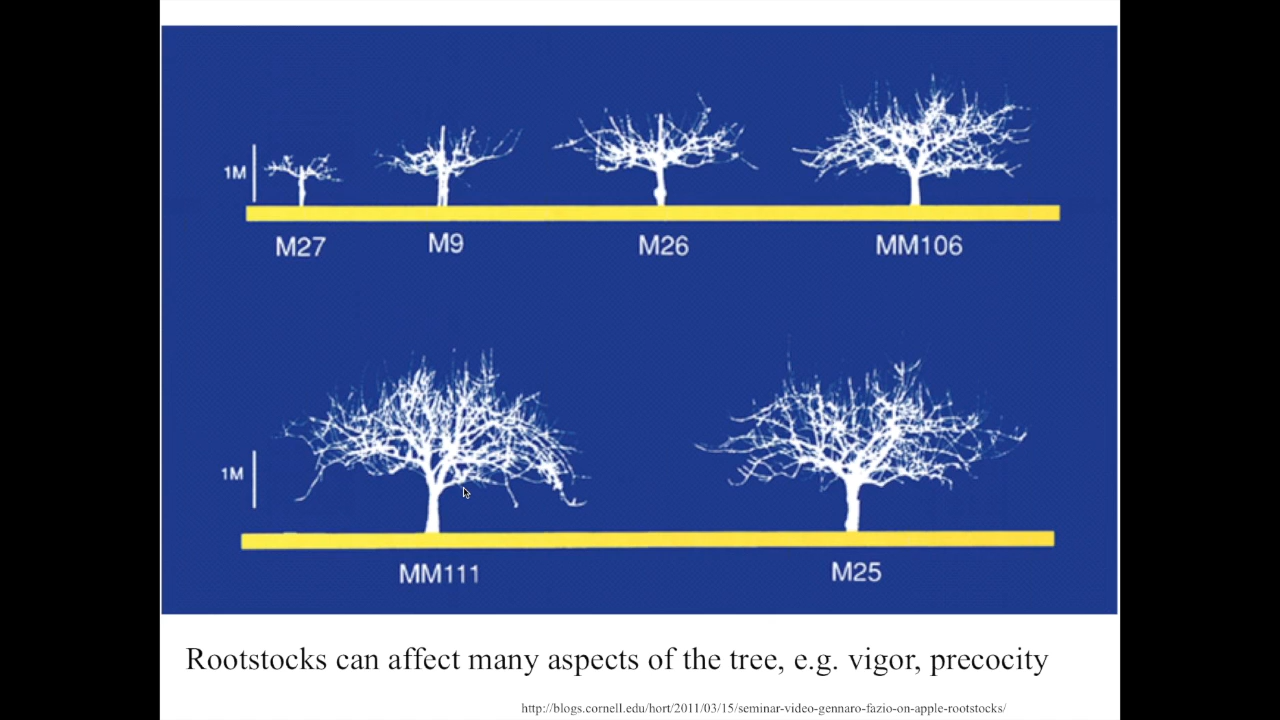 1M
M27
M9
M26
MM106
1M
MM111
M25
Rootstocks can affect many aspects of the tree, e.g. vigor, precocity
http://blogs.cornell.edu/hort/2011/03/15/seminar-video-gennaro-fazio-on-apple-rootstocks/